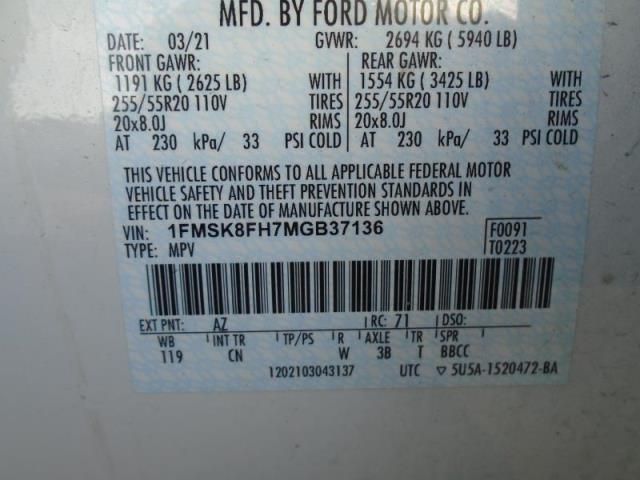 MFD. BY FORD MOTOR CO.
DATE: 03/21 GVWR: 2694 KG ( 5940 LB)
FRONT GAWR: REAR GAWR:
1191 KG ( 2625 LB) WITH 1554 KG ( 3425 LB) WITH
255/55R20 110V TIRES 255/55R20 110V TIRES
20x8.0J RIMS 20x8.0J RIMS
AT 230 kPa/ 33 PSI COLD AT 230 kPa/ 33 PSI COLD
THIS VEHICLE CONFORMS TO ALL APPLICABLE FEDERAL MOTOR
VEHICLE SAFETY AND THEFT PREVENTION STANDARDS IN
EFFECT ON THE DATE OF MANUFACTURE SHOWN ABOVE.
VIN: 1FMSK8FH7MGB37136 F0091
TYPE: MPV T0223
EXT PNT: AZ RC: 71 DSO:
WB INT TR TP/PS R AXLE TR SPR
119 CN W 3B T BBCC
1202103043137 UTC ▽ 5U5A-1520472-BA